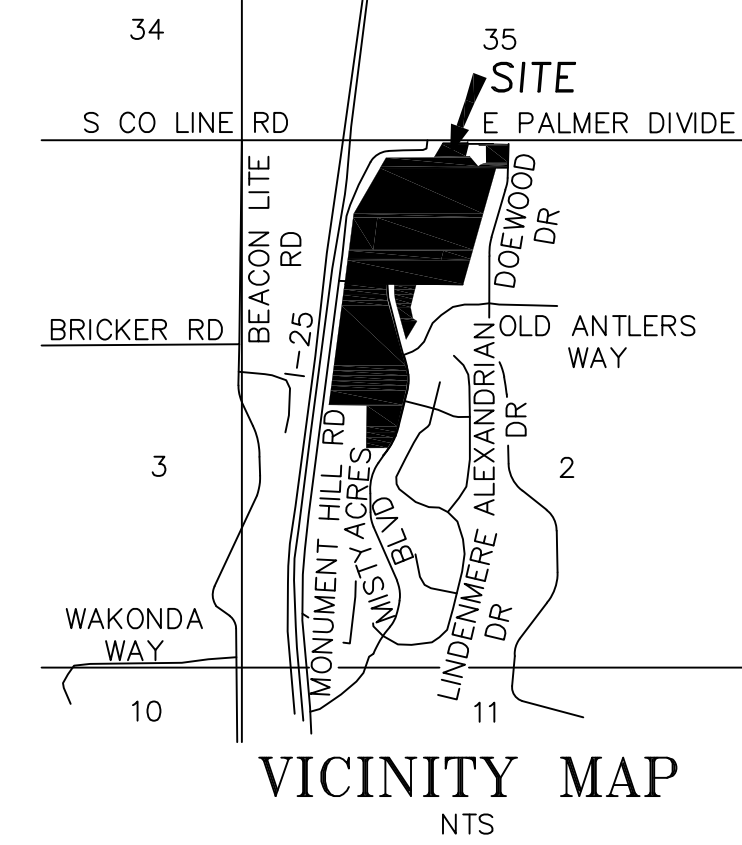 34
35
SITE
S CO LINE RD
E PALMER DIVIDE
BEACON LITE
RD
DOEWOOD
DR
I-25
BRICKER RD
OLD ANTLERS
WAY
ALEXANDRIAN
DR
3
2
MONUMENT HILL RD
MISTY ACRES
BLVD
LINDENMERE
DR
WAKONDA
WAY
10
11
VICINITY MAP
NTS